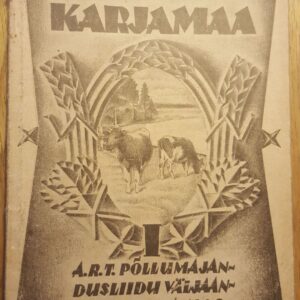 KARJAMAA
I
A.R.T. PÕLLUMAJAN-
DUSLIIDU VÄLJAAN-